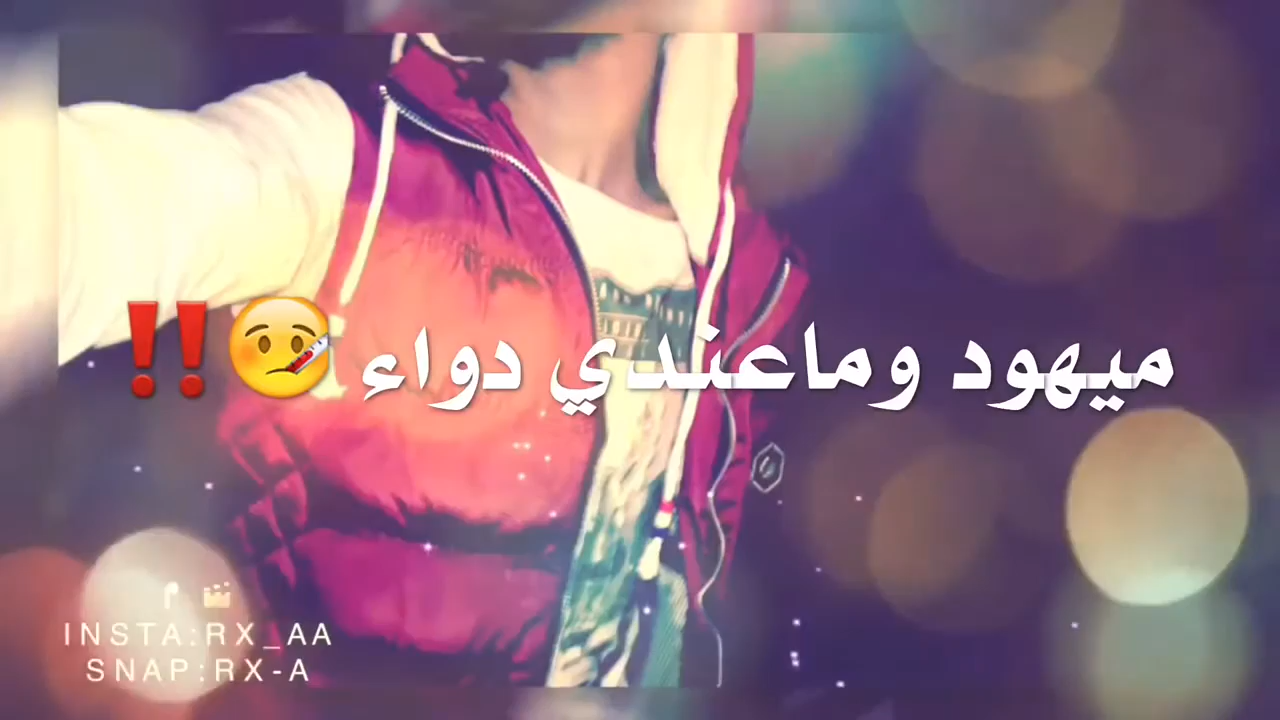 ميهود وماعندي دواء 🤒‼
م 🎬
INSTA:RX_AA
SNAP:RX-A